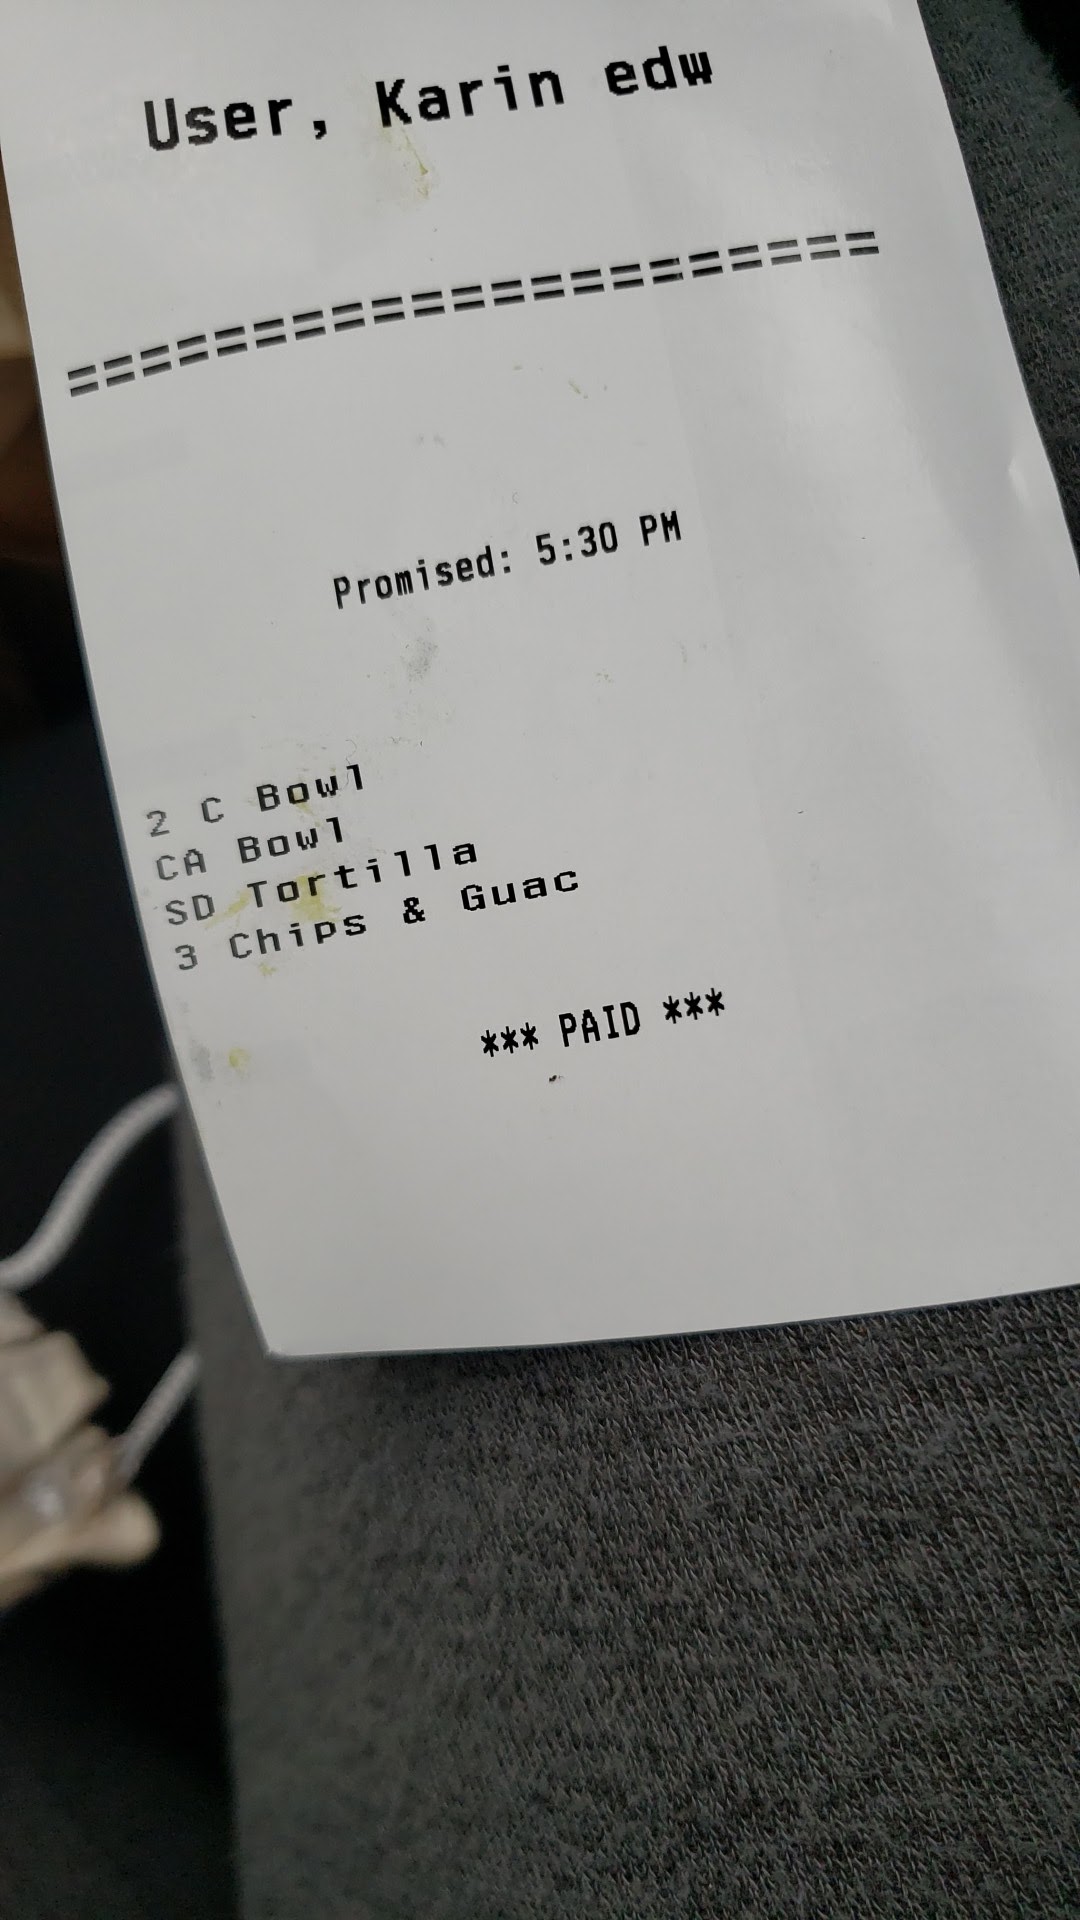 User, Karin edw
=====================
Promised: 5:30 PM
2 C Bowl
CA Bowl
SD Tortilla
3 Chips & Guac
*** PAID ***